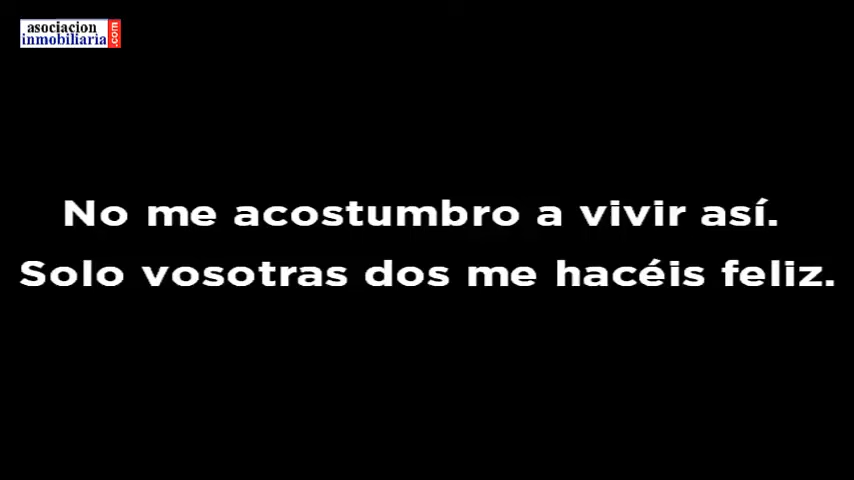 asociacion
inmobiliaria .com
No me acostumbro a vivir así.
Solo vosotras dos me hacéis feliz.